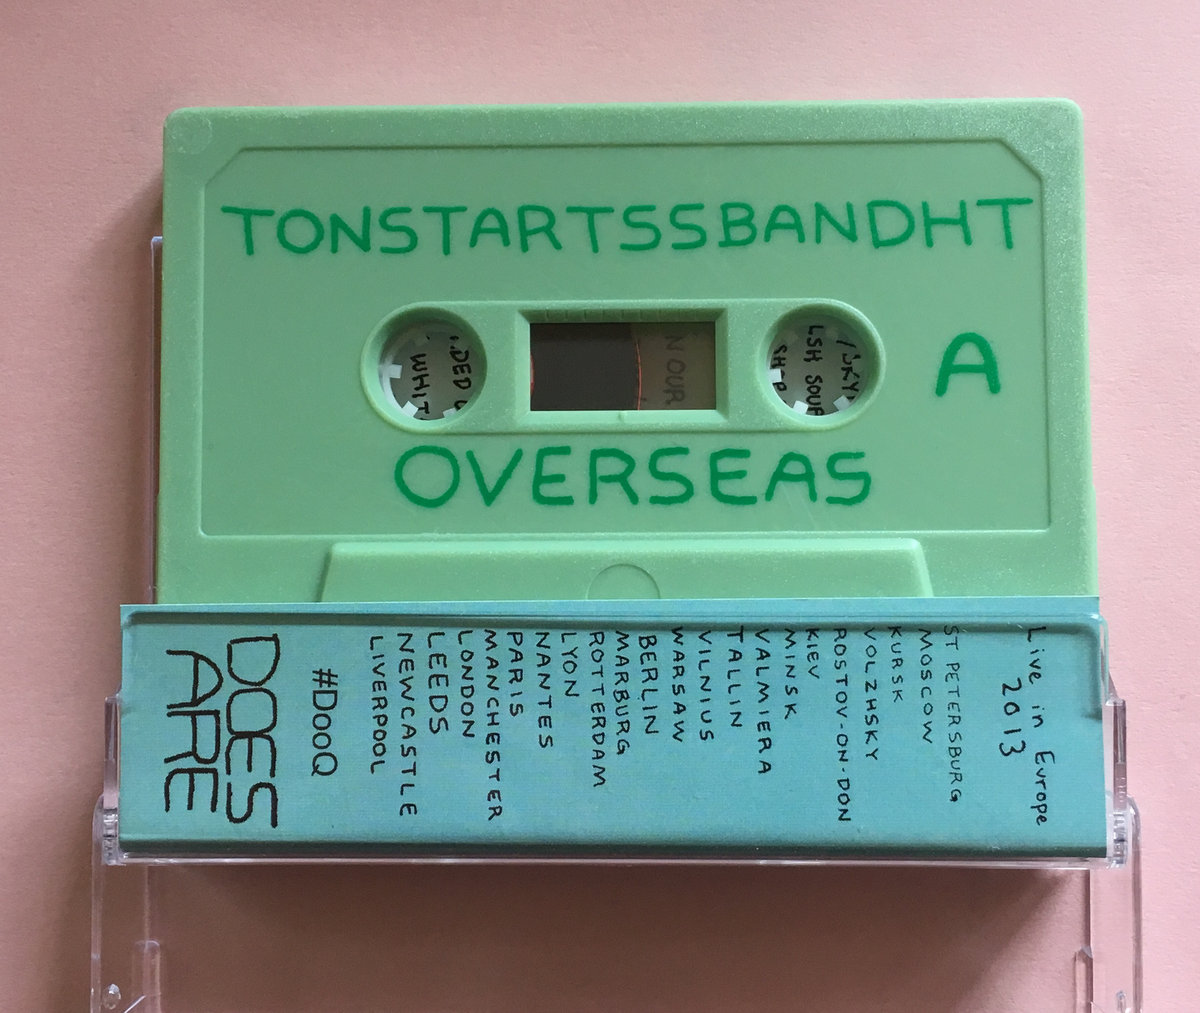 TONSTARTSSBANDHT
A
OVERSEAS
Live in Europe
2013
ST PETERSBURG
MOSCOW
KURSK
VOLZHSKY
ROSTOV-ON-DON
KIEV
MINSK
VALMIERA
TALLIN
VILNIUS
WARSAW
BERLIN
MARBURG
ROTTERDAM
LYON
NANTES
PARIS
MANCHESTER
LONDON
LEEDS
NEWCASTLE
LIVERPOOL
#DooQ
DOES
ARE